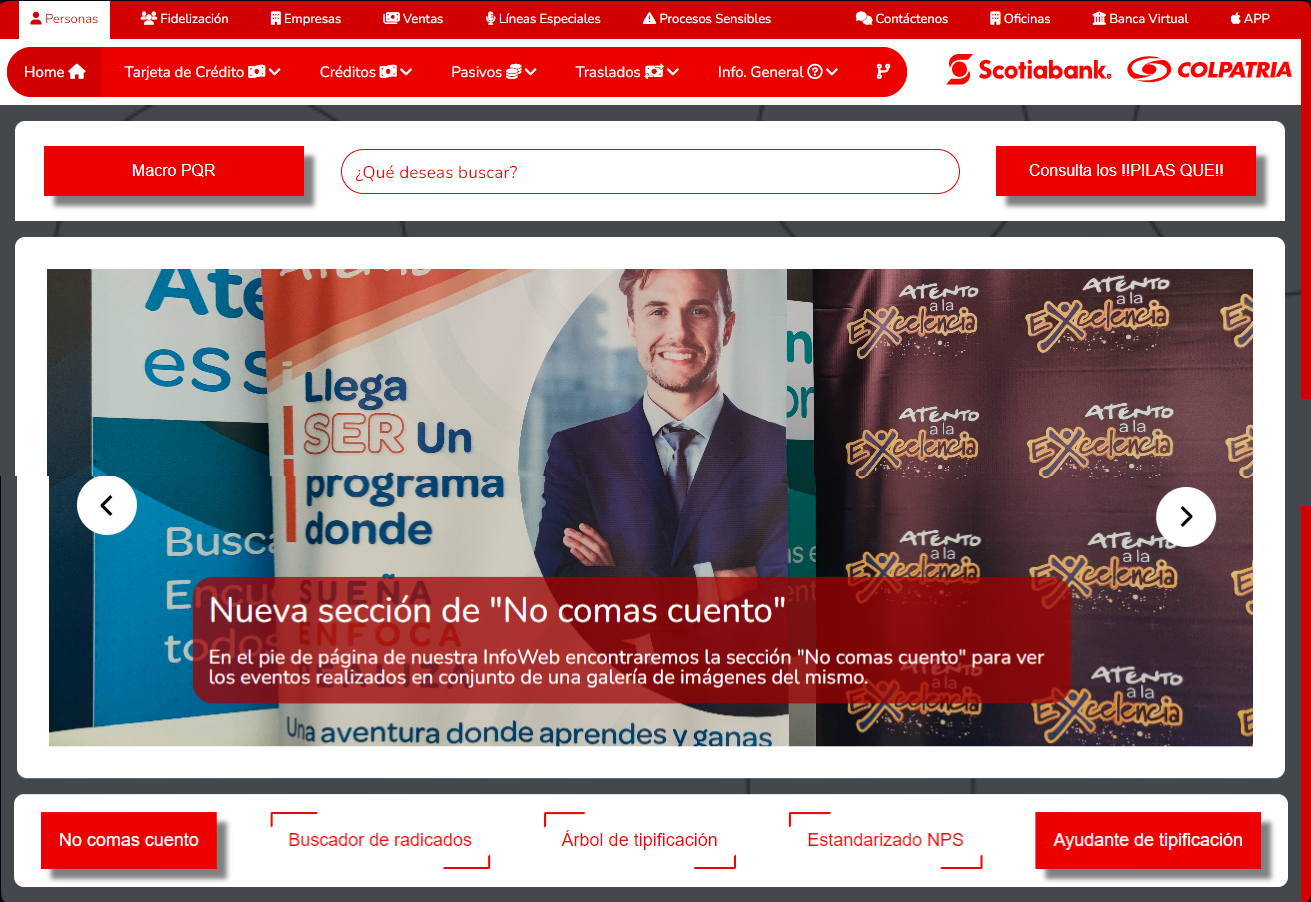 Personas Fidelización Empresas Ventas Líneas Especiales Procesos Sensibles Contáctenos Oficinas Banca Virtual APP
Home Tarjeta de Crédito Créditos Pasivos Traslados Info. General Scotiabank. COLPATRIA
Macro PQR
¿Qué deseas buscar?
Consulta los !!PILAS QUE!!
Llega
SER Un
programa
donde
SUEÑA
ENFOCA
Una aventura donde aprendes y ganas
ATENTO
a la
EXcelencia
ATENTO
a la
EXcelencia
ATENTO
a la
EXcelencia
ATENTO
a la
EXcelencia
ATENTO
a la
EXcelencia
ATENTO
a la
EXcelencia
ATENTO
a la
EXcelencia
ATENTO
a la
EXcelencia
Nueva sección de "No comas cuento"
En el pie de página de nuestra InfoWeb encontraremos la sección "No comas cuento" para ver
los eventos realizados en conjunto de una galería de imágenes del mismo.
No comas cuento
Buscador de radicados
Árbol de tipificación
Estandarizado NPS
Ayudante de tipificación